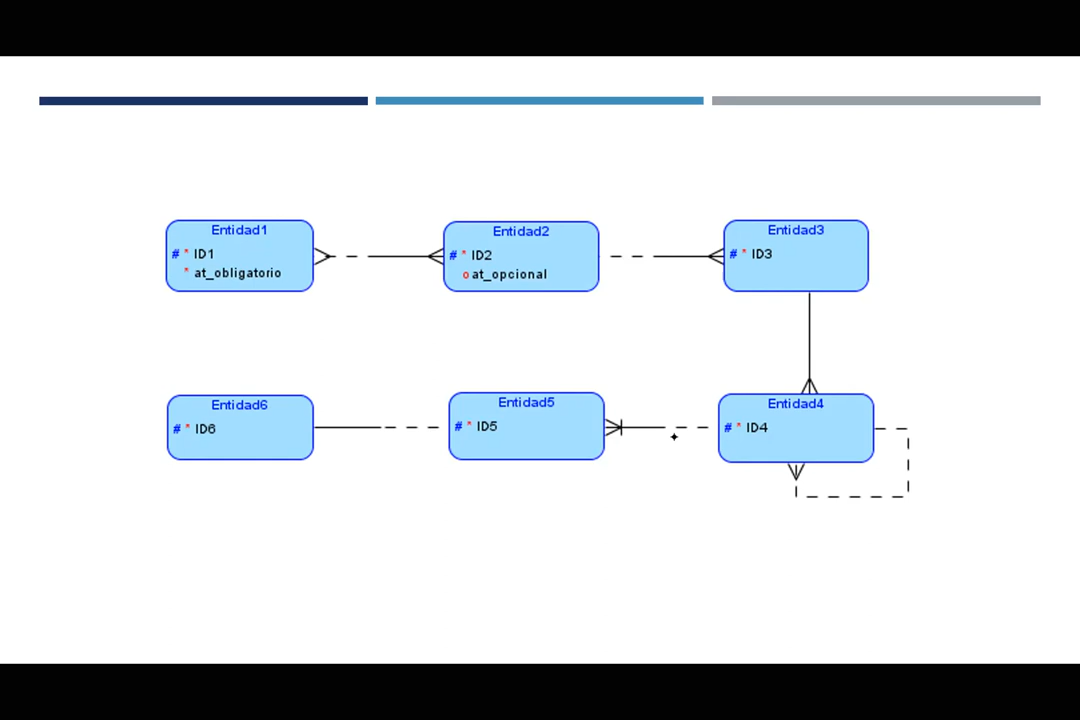 Entidad1
# * ID1
* at_obligatorio
Entidad2
# * ID2
o at_opcional
Entidad3
# * ID3
Entidad6
# * ID6
Entidad5
# * ID5
Entidad4
# * ID4